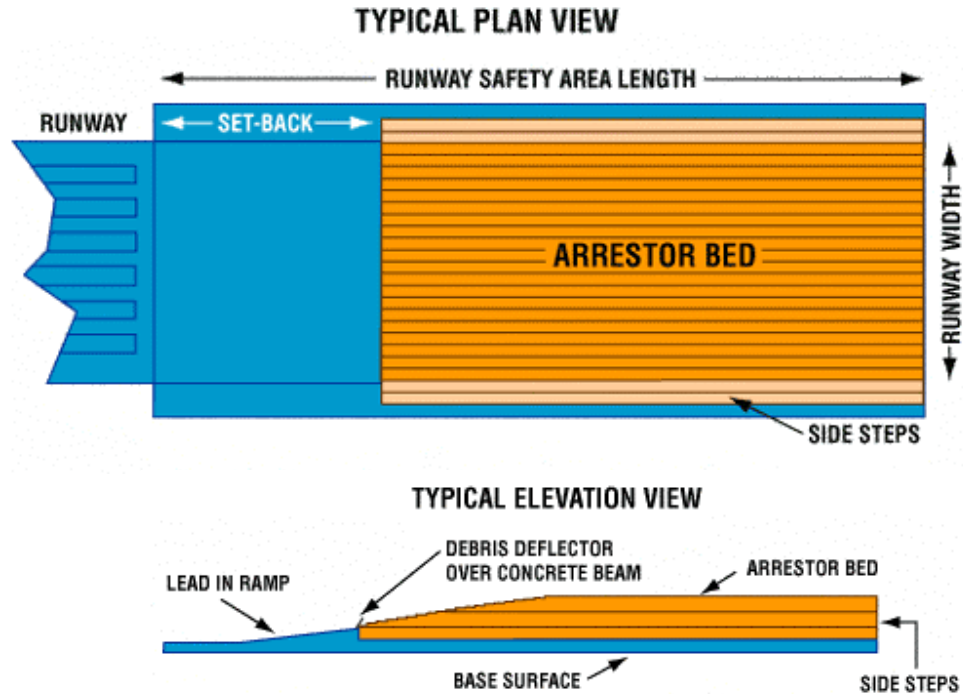 TYPICAL PLAN VIEW
RUNWAY SAFETY AREA LENGTH
RUNWAY
SET-BACK
ARRESTOR BED
RUNWAY WIDTH
SIDE STEPS
TYPICAL ELEVATION VIEW
DEBRIS DEFLECTOR
OVER CONCRETE BEAM
LEAD IN RAMP
ARRESTOR BED
BASE SURFACE
SIDE STEPS